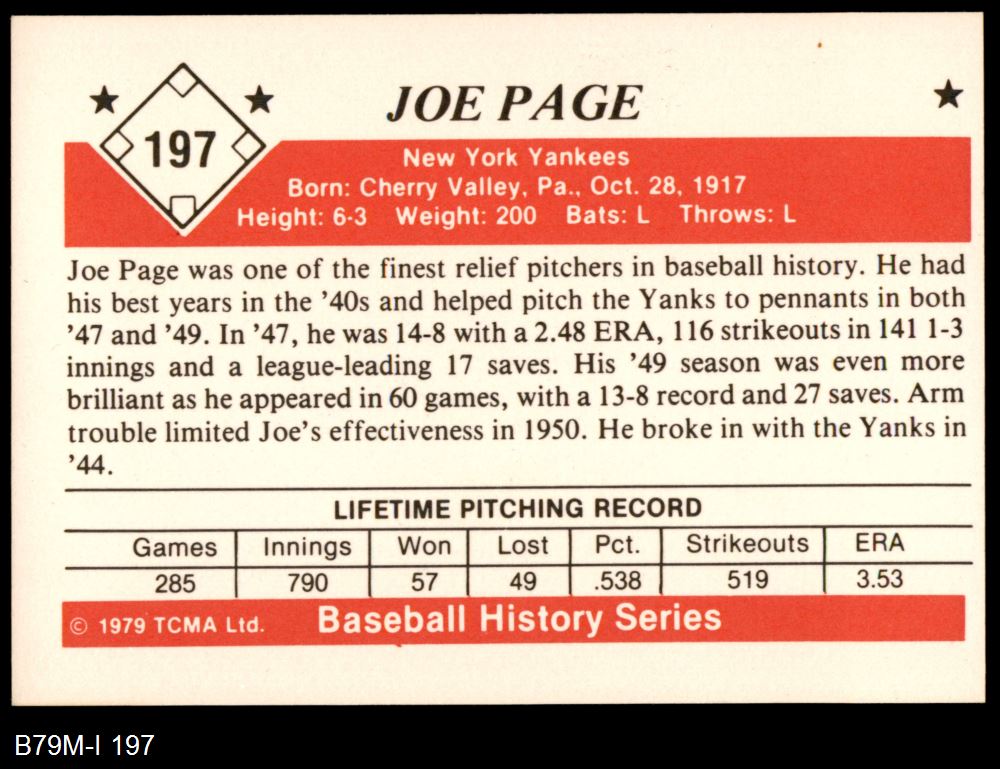 JOE PAGE
197
New York Yankees
Born: Cherry Valley, Pa., Oct. 28, 1917
Height: 6-3 Weight: 200 Bats: L Throws: L
Joe Page was one of the finest relief pitchers in baseball history. He had
his best years in the '40s and helped pitch the Yanks to pennants in both
'47 and '49. In '47, he was 14-8 with a 2.48 ERA, 116 strikeouts in 141 1-3
innings and a league-leading 17 saves. His '49 season was even more
brilliant as he appeared in 60 games, with a 13-8 record and 27 saves. Arm
trouble limited Joe's effectiveness in 1950. He broke in with the Yanks in
'44.
LIFETIME PITCHING RECORD
Games Innings Won Lost Pct. Strikeouts ERA
285 790 57 49 .538 519 3.53
© 1979 TCMA Ltd. Baseball History Series
B79M-I 197